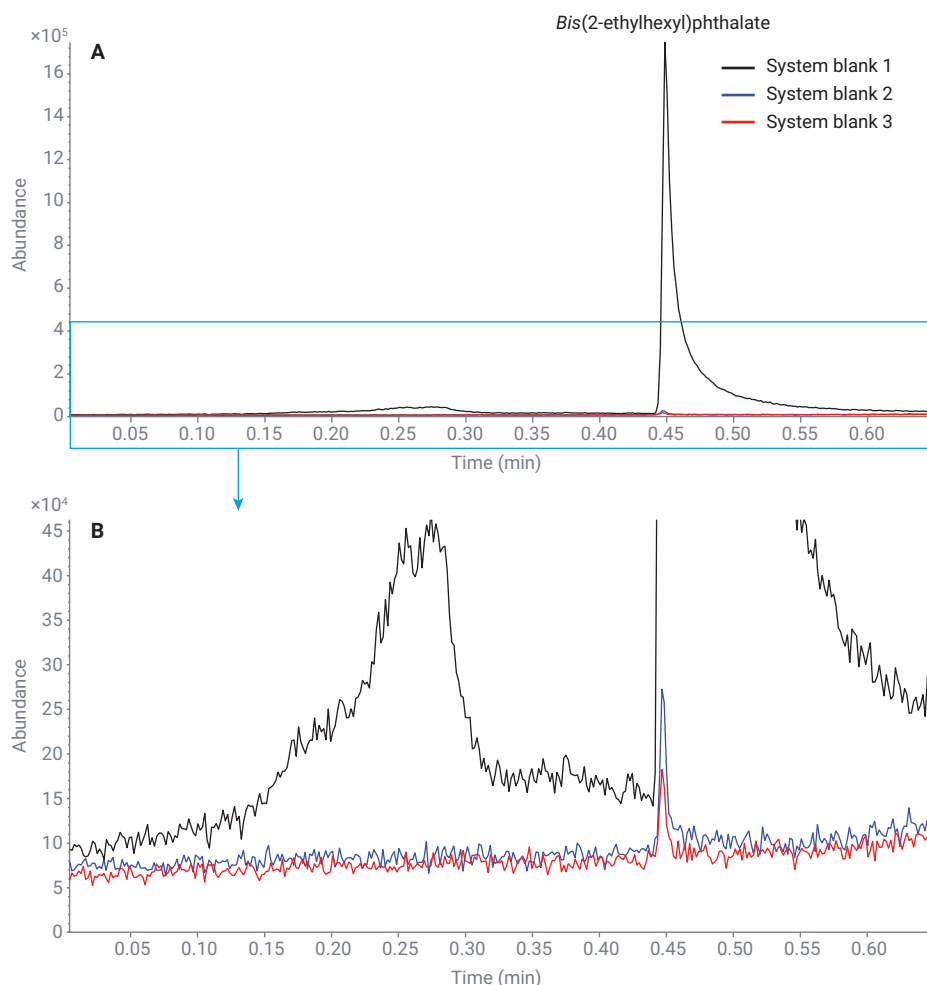 Bis(2-ethylhexyl)phthalate
×10⁵
A
System blank 1
System blank 2
System blank 3
16
14
12
10
8
6
4
2
0
Abundance
0.05 0.10 0.15 0.20 0.25 0.30 0.35 0.40 0.45 0.50 0.55 0.60
Time (min)
×10⁴
B
45
40
35
30
25
20
15
10
5
0
Abundance
0.05 0.10 0.15 0.20 0.25 0.30 0.35 0.40 0.45 0.50 0.55 0.60
Time (min)